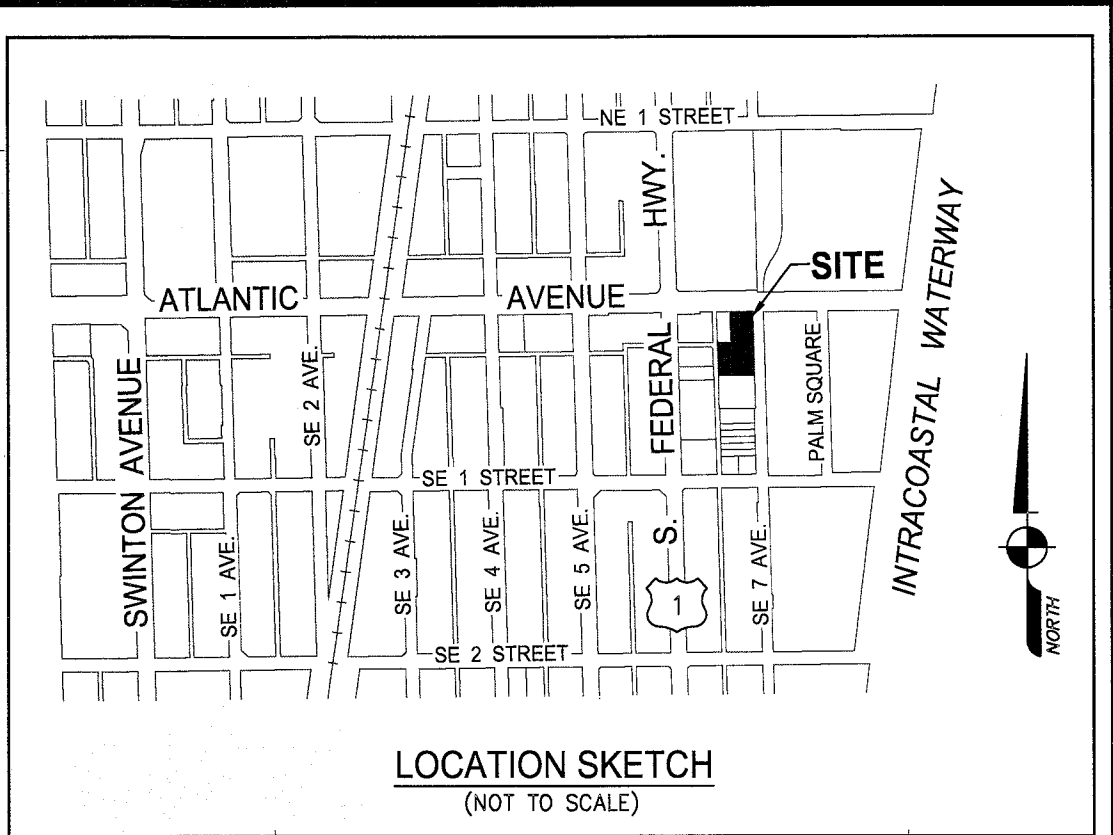 NE 1 STREET
HWY.
SITE
ATLANTIC AVENUE
INTRACOASTAL WATERWAY
SWINTON AVENUE
SE 2 AVE.
FEDERAL
PALM SQUARE
SE 1 STREET
S.
SE 1 AVE.
SE 3 AVE.
SE 4 AVE.
SE 5 AVE.
1
SE 7 AVE.
NORTH
SE 2 STREET
LOCATION SKETCH
(NOT TO SCALE)